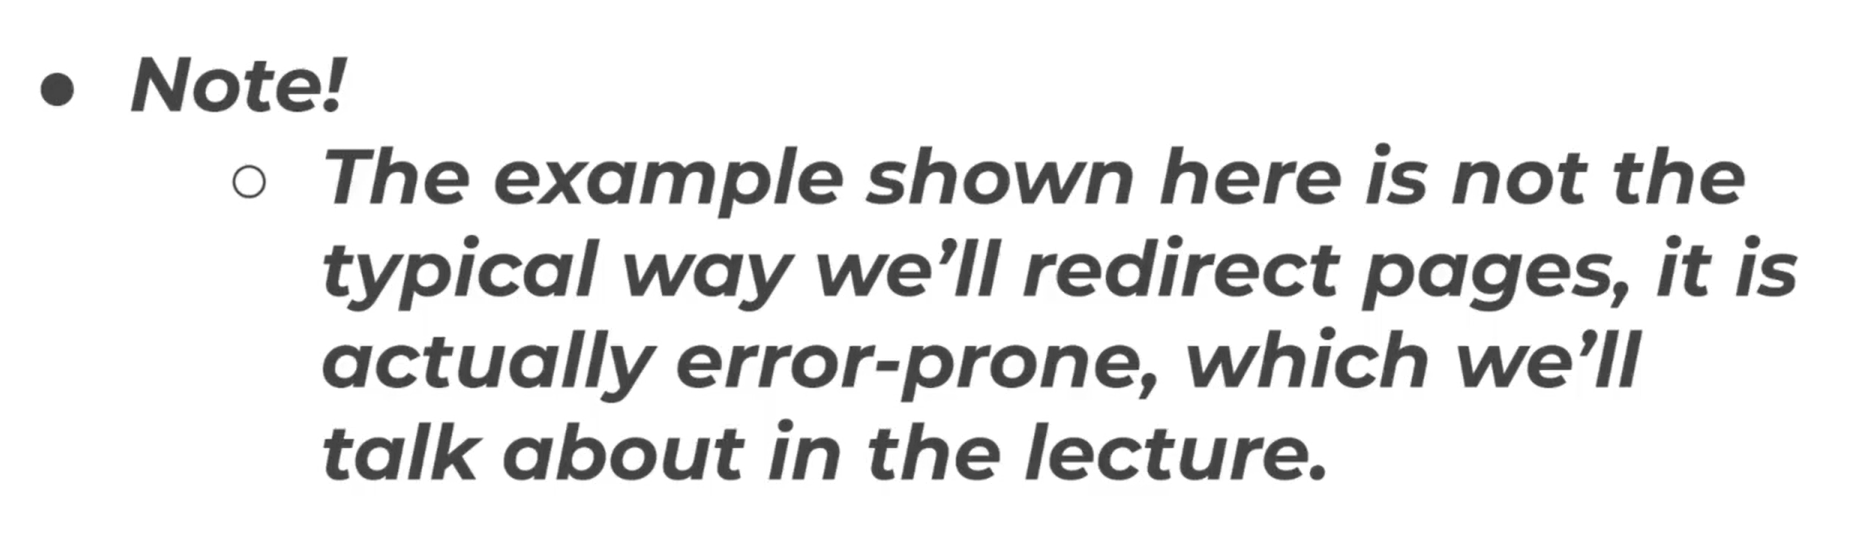 ● Note!
○ The example shown here is not the
typical way we’ll redirect pages, it is
actually error-prone, which we’ll
talk about in the lecture.